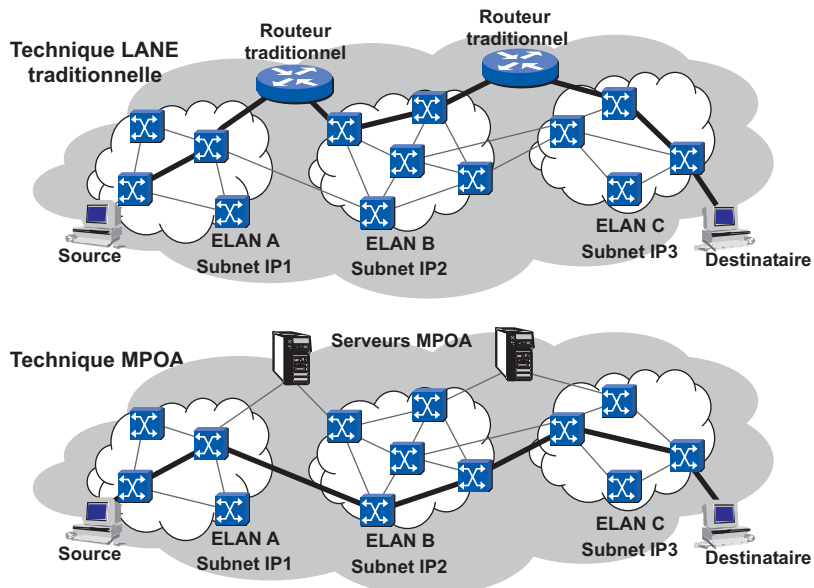 Technique LANE
traditionnelle
Routeur
traditionnel
Routeur
traditionnel
Source
ELAN A
Subnet IP1
ELAN B
Subnet IP2
ELAN C
Subnet IP3
Destinataire
Technique MPOA
Serveurs MPOA
Source
ELAN A
Subnet IP1
ELAN B
Subnet IP2
ELAN C
Subnet IP3
Destinataire